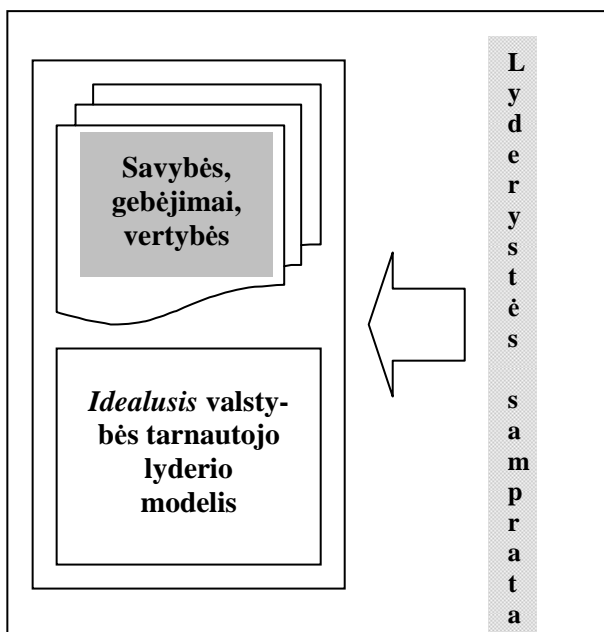 Savybės,
gebėjimai,
vertybės
Idealusis valsty-
bės tarnautojo
lyderio
modelis
Lyderystės samprata